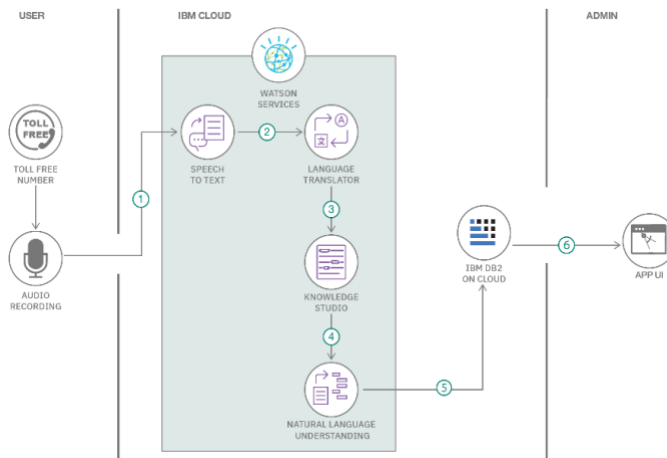 USER
IBM CLOUD
ADMIN
WATSON
SERVICES
TOLL
FREE
TOLL FREE
NUMBER
SPEECH
TO TEXT
2
A
文
LANGUAGE
TRANSLATOR
1
3
AUDIO
RECORDING
KNOWLEDGE
STUDIO
IBM DB2
ON CLOUD
6
APP UI
4
NATURAL LANGUAGE
UNDERSTANDING
5